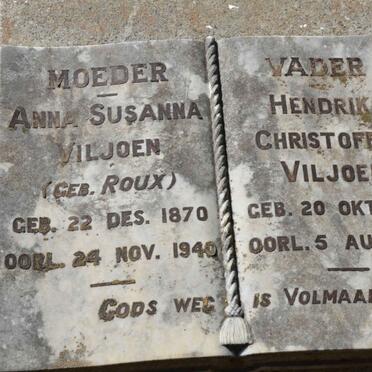 MOEDER
ANNA SUSANNA
VILJOEN
(GEB. ROUX)
GEB. 22 DES. 1870
OORL. 24 NOV. 1940
VADER
HENDRIK
CHRISTOFF
VILJOEN
GEB. 20 OKT
OORL. 5 AU
GODS WEG IS VOLMAA